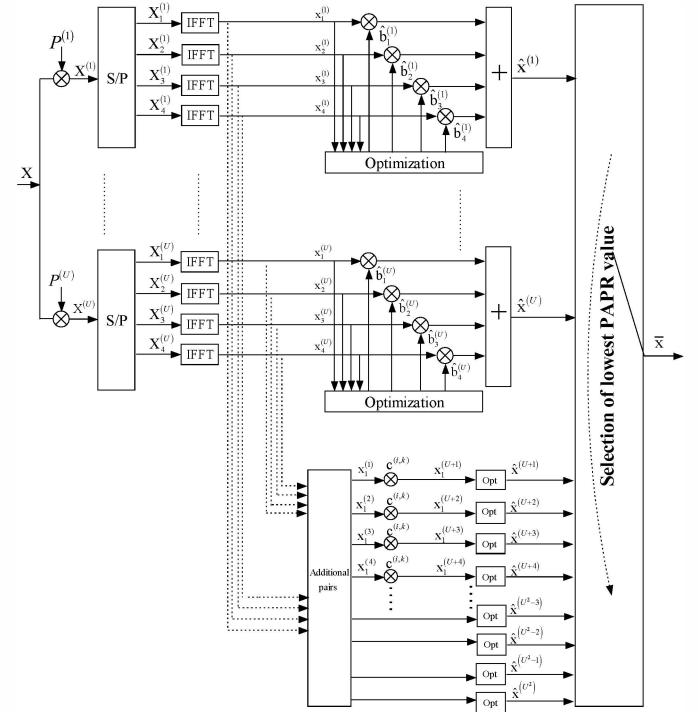 P^(1)
X^(1)
S/P
X_1^(1)
X_2^(1)
X_3^(1)
X_4^(1)
IFFT
IFFT
IFFT
IFFT
x_1^(1)
x_2^(1)
x_3^(1)
x_4^(1)
b̂_1^(1)
b̂_2^(1)
b̂_3^(1)
b̂_4^(1)
Optimization
+
x̂^(1)
X
P^(U)
X^(U)
S/P
X_1^(U)
X_2^(U)
X_3^(U)
X_4^(U)
IFFT
IFFT
IFFT
IFFT
x_1^(U)
x_2^(U)
x_3^(U)
x_4^(U)
b̂_1^(U)
b̂_2^(U)
b̂_3^(U)
b̂_4^(U)
Optimization
+
x̂^(U)
Selection of lowest PAPR value
x̄
Additional
pairs
x_1^(1) c^(i,k) x_1^(U+1) Opt x̂^(U+1)
x_1^(2) c^(i,k) x_1^(U+2) Opt x̂^(U+2)
x_1^(3) c^(i,k) x_1^(U+3) Opt x̂^(U+3)
x_1^(4) c^(i,k) x_1^(U+4) Opt x̂^(U+4)
Opt x̂^(U²-3)
Opt x̂^(U²-2)
Opt x̂^(U²-1)
Opt x̂^(U²)